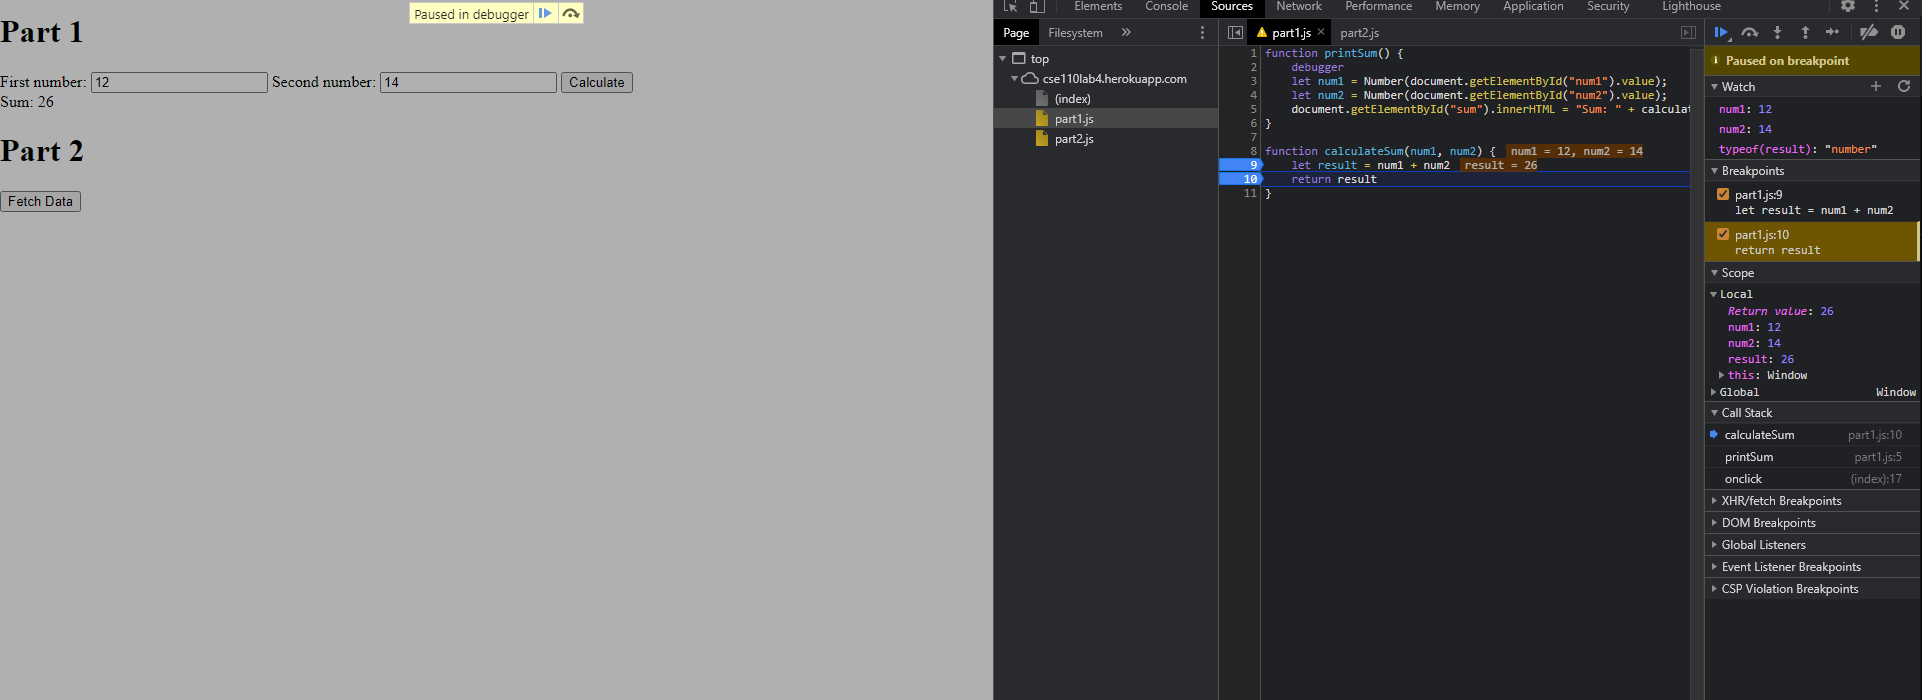 Paused in debugger
Part 1
First number: 12 Second number: 14 Calculate
Sum: 26
Part 2
Fetch Data
Elements Console Sources Network Performance Memory Application Security Lighthouse
Page Filesystem »
top
cse110lab4.herokuapp.com
(index)
part1.js
part2.js
part1.js × part2.js
1 function printSum() {
2 debugger
3 let num1 = Number(document.getElementById("num1").value);
4 let num2 = Number(document.getElementById("num2").value);
5 document.getElementById("sum").innerHTML = "Sum: " + calculat
6 }
7
8 function calculateSum(num1, num2) { num1 = 12, num2 = 14
9 let result = num1 + num2 result = 26
10 return result
11 }
Paused on breakpoint
Watch
num1: 12
num2: 14
typeof(result): "number"
Breakpoints
part1.js:9
let result = num1 + num2
part1.js:10
return result
Scope
Local
Return value: 26
num1: 12
num2: 14
result: 26
this: Window
Global Window
Call Stack
calculateSum part1.js:10
printSum part1.js:5
onclick (index):17
XHR/fetch Breakpoints
DOM Breakpoints
Global Listeners
Event Listener Breakpoints
CSP Violation Breakpoints